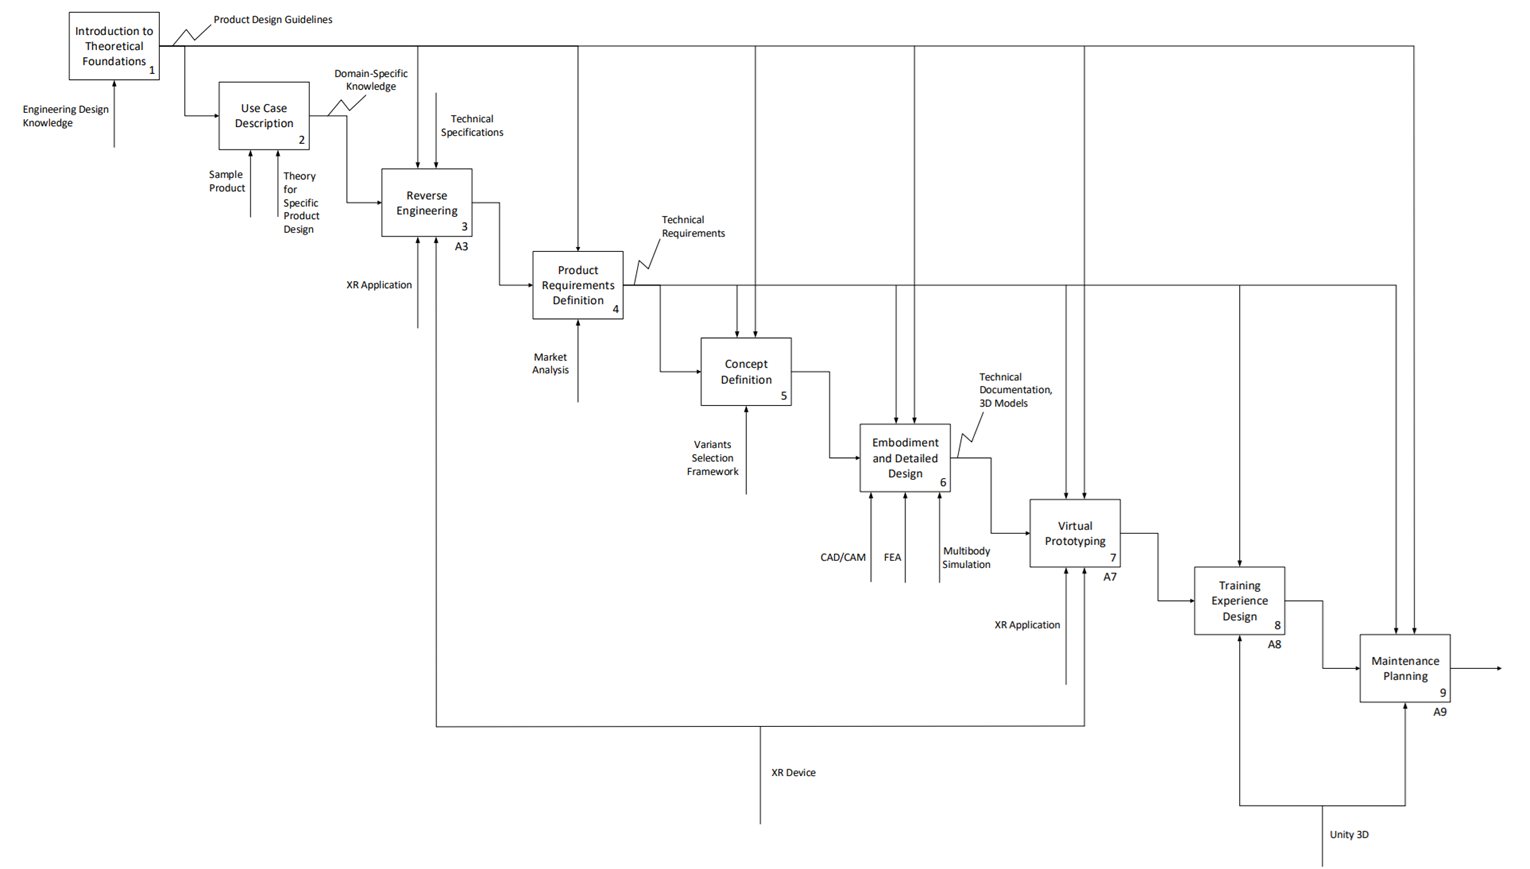 Introduction to
Theoretical
Foundations
1
Product Design Guidelines
Engineering Design
Knowledge
Use Case
Description
2
Domain-Specific
Knowledge
Sample
Product
Theory
for
Specific
Product
Design
Technical
Specifications
Reverse
Engineering
3
A3
XR Application
Product
Requirements
Definition
4
Technical
Requirements
Market
Analysis
Concept
Definition
5
Variants
Selection
Framework
Embodiment
and Detailed
Design
6
Technical
Documentation,
3D Models
CAD/CAM
FEA
Multibody
Simulation
Virtual
Prototyping
7
A7
XR Application
Training
Experience
Design
8
A8
Maintenance
Planning
9
A9
XR Device
Unity 3D